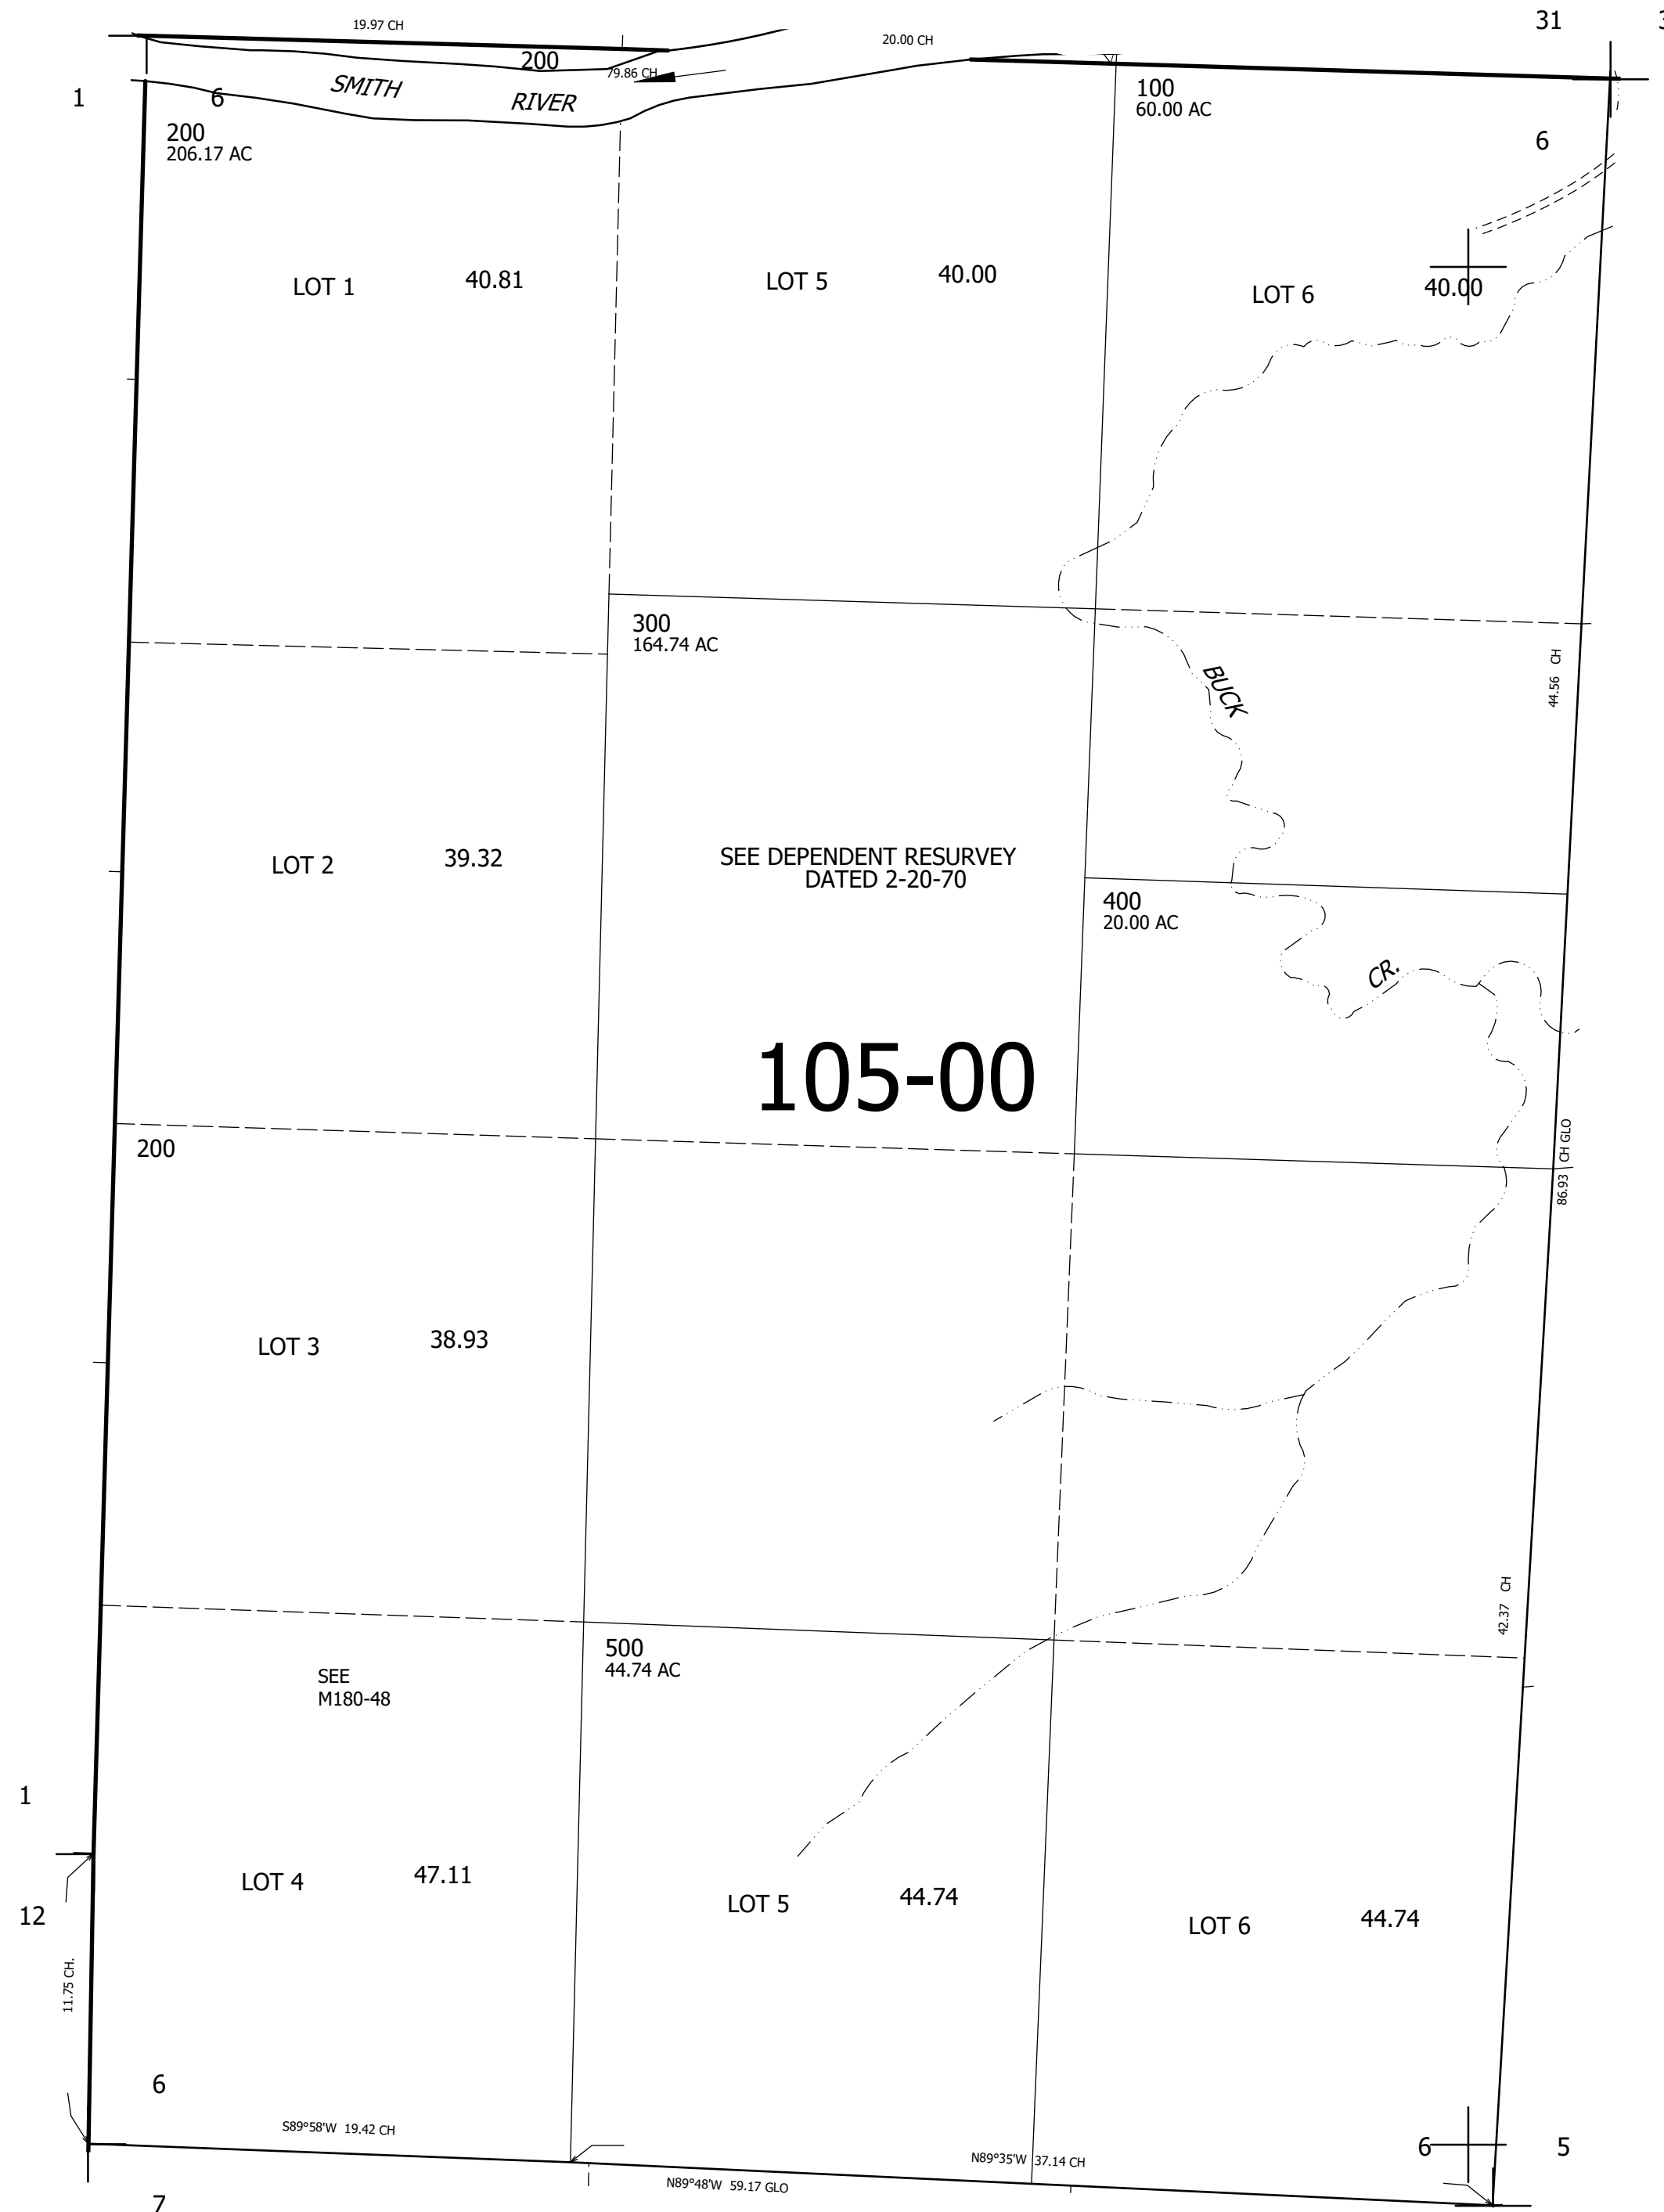 31
3
19.97 CH
20.00 CH
200
79.86 CH
SMITH RIVER
1
6
100
60.00 AC
200
206.17 AC
6
LOT 1 40.81
LOT 5 40.00
LOT 6 40.00
300
164.74 AC
44.56 CH
BUCK
LOT 2 39.32
SEE DEPENDENT RESURVEY
DATED 2-20-70
400
20.00 AC
CR.
105-00
200
86.93 CH GLO
LOT 3 38.93
42.37 CH
500
44.74 AC
SEE
M180-48
1
LOT 4 47.11
LOT 5 44.74
LOT 6 44.74
12
11.75 CH.
6
S89°58'W 19.42 CH
N89°35'W 37.14 CH
6
5
N89°48'W 59.17 GLO
7